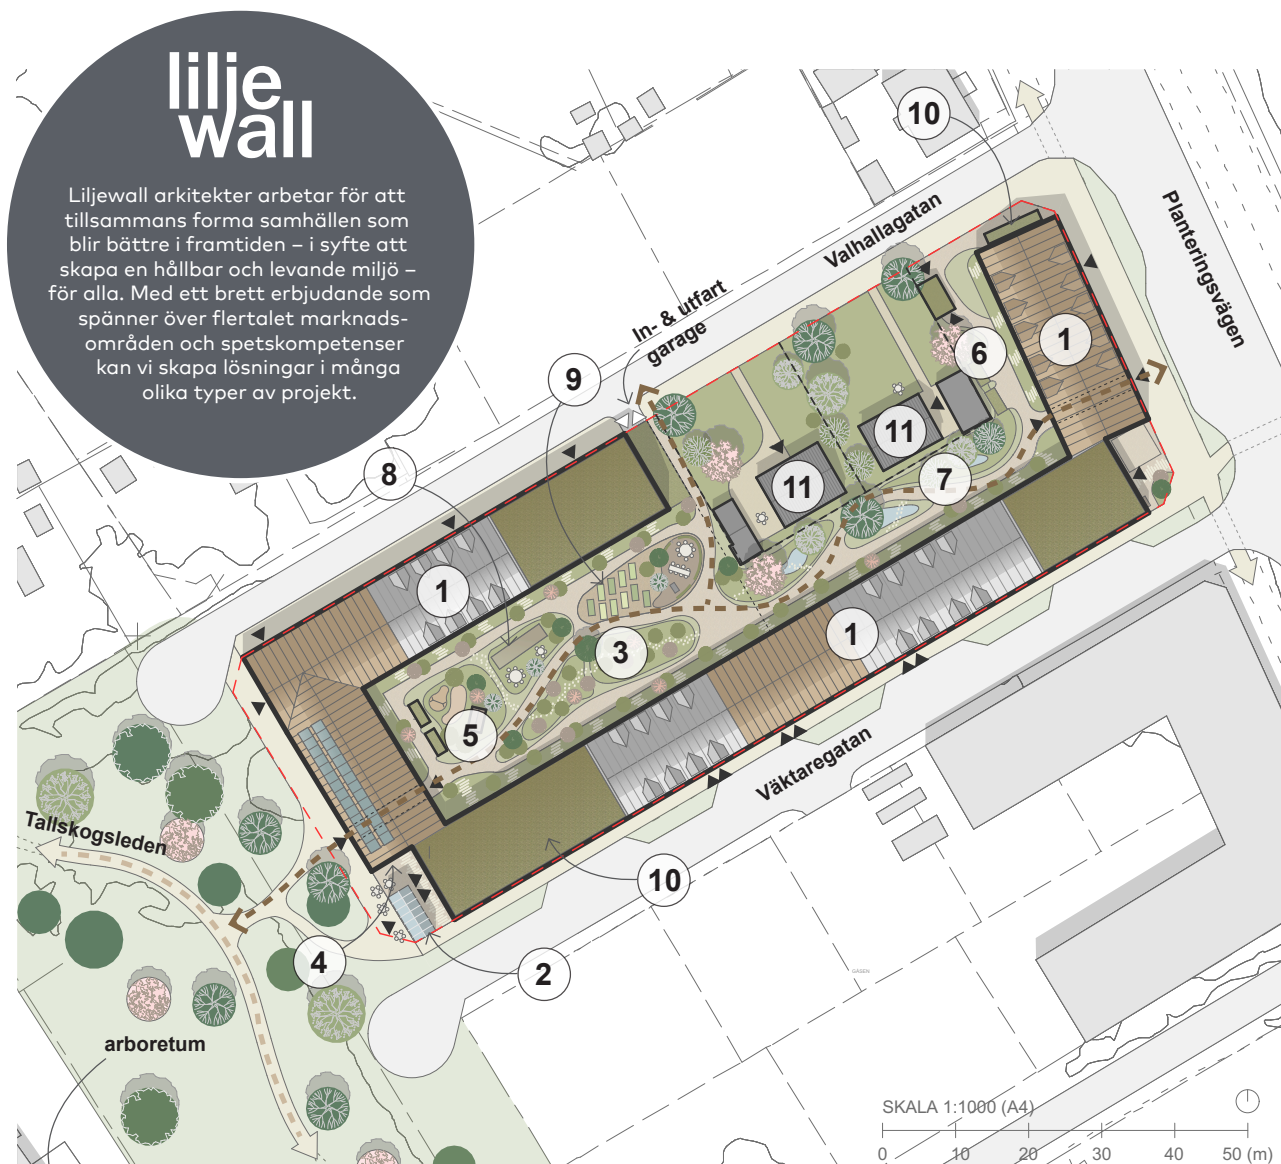 lilje
wall
Liljewall arkitekter arbetar för att
tillsammans forma samhällen som
blir bättre i framtiden – i syfte att
skapa en hållbar och levande miljö –
för alla. Med ett brett erbjudande som
spänner över flertalet marknads-
områden och spetskompetenser
kan vi skapa lösningar i många
olika typer av projekt.
10
Valhallagatan
Planteringsvägen
In- & utfart
garage
9
6
1
11
11
8
7
1
3
1
5
Väktaregatan
Tallskogsleden
10
4
2
GÅSEN
arboretum
SKALA 1:1000 (A4)
0 10 20 30 40 50 (m)